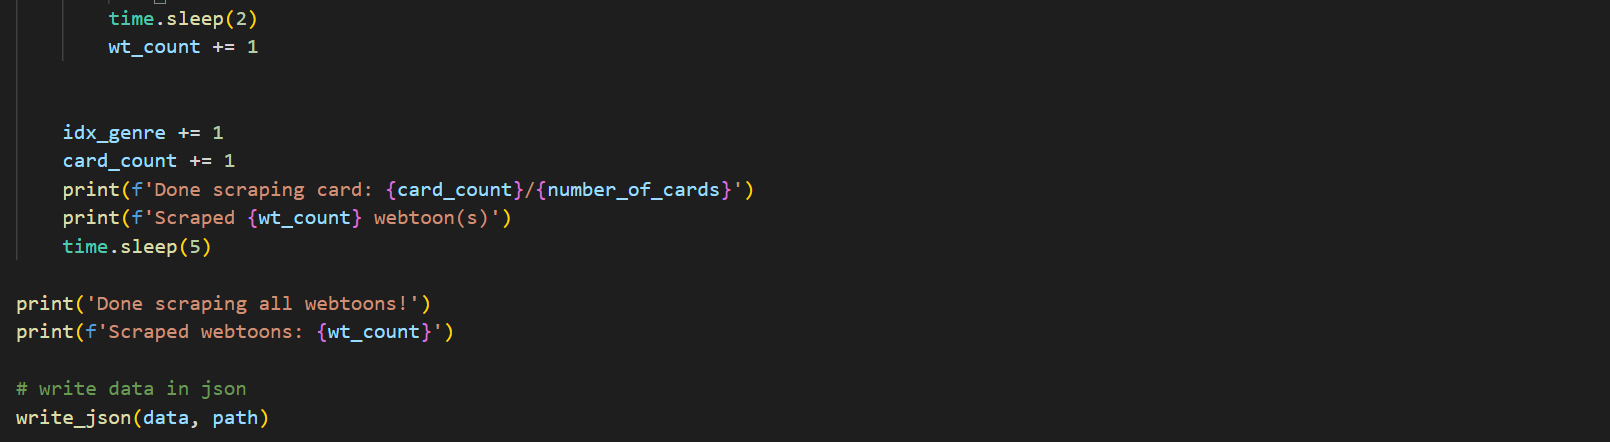 time.sleep(2)
wt_count += 1
idx_genre += 1
card_count += 1
print(f'Done scraping card: {card_count}/{number_of_cards}')
print(f'Scraped {wt_count} webtoon(s)')
time.sleep(5)
print('Done scraping all webtoons!')
print(f'Scraped webtoons: {wt_count}')
# write data in json
write_json(data, path)